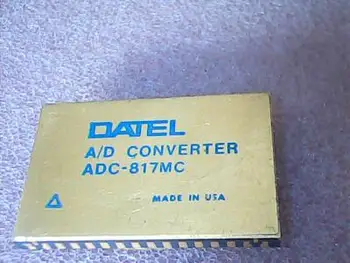 DATEL
A/D CONVERTER
ADC-817MC
MADE IN USA